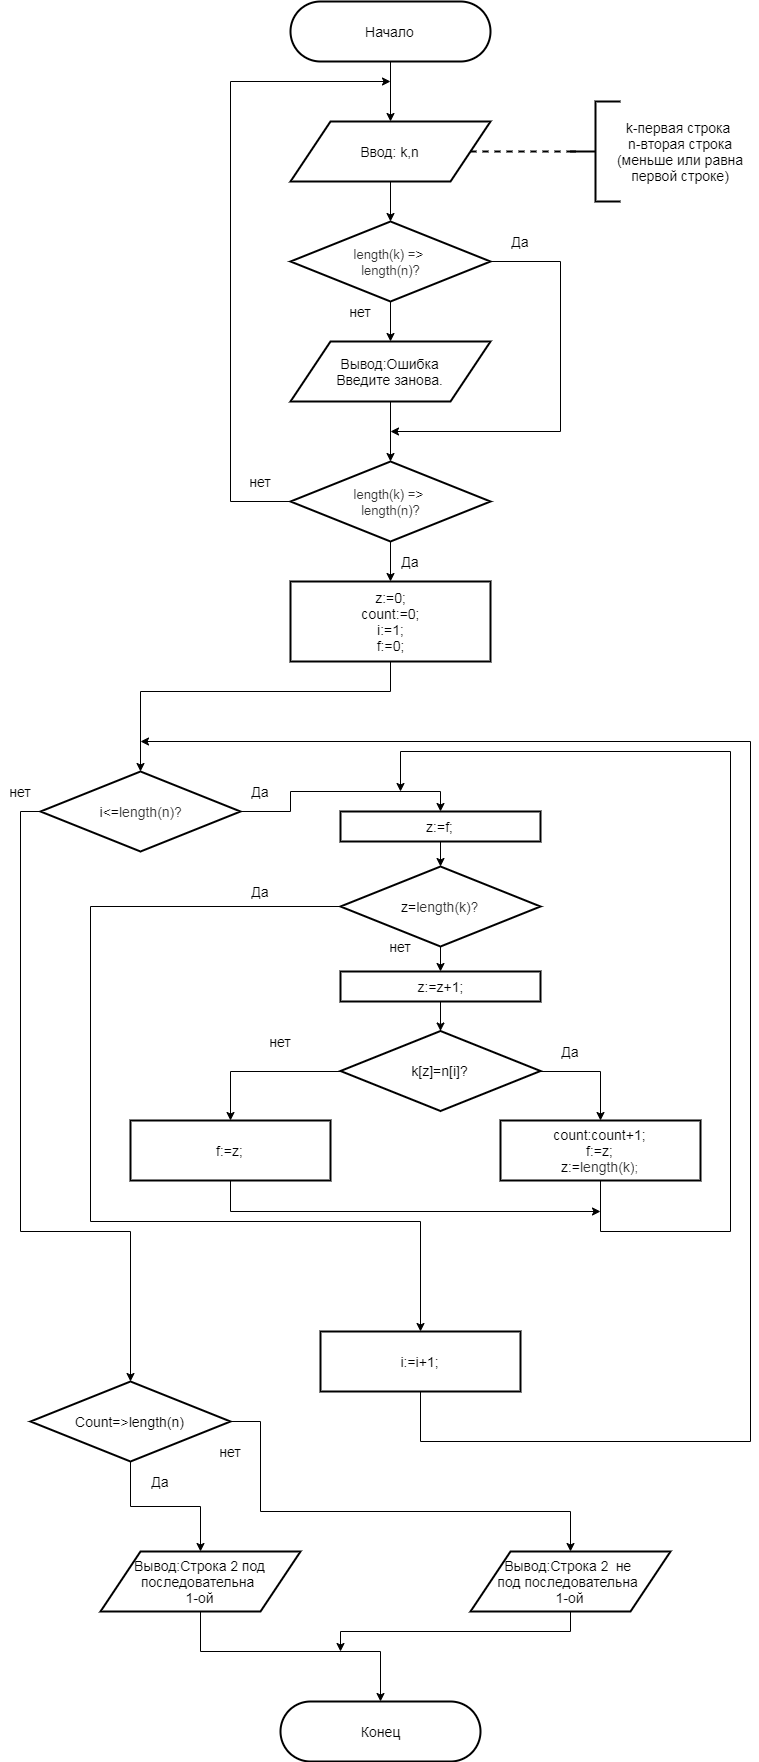 Начало
Ввод: k,n
k-первая строка
n-вторая строка
(меньше или равна
первой строке)
length(k) =>
length(n)?
Да
нет
Вывод:Ошибка
Введите занова.
length(k) =>
length(n)?
нет
Да
z:=0;
count:=0;
i:=1;
f:=0;
нет
i<=length(n)?
Да
z:=f;
Да
z=length(k)?
нет
z:=z+1;
нет
k[z]=n[i]?
Да
f:=z;
count:count+1;
f:=z;
z:=length(k);
i:=i+1;
Count=>length(n)
нет
Да
Вывод:Строка 2 под
последовательна
1-ой
Вывод:Строка 2 не
под последовательна
1-ой
Конец